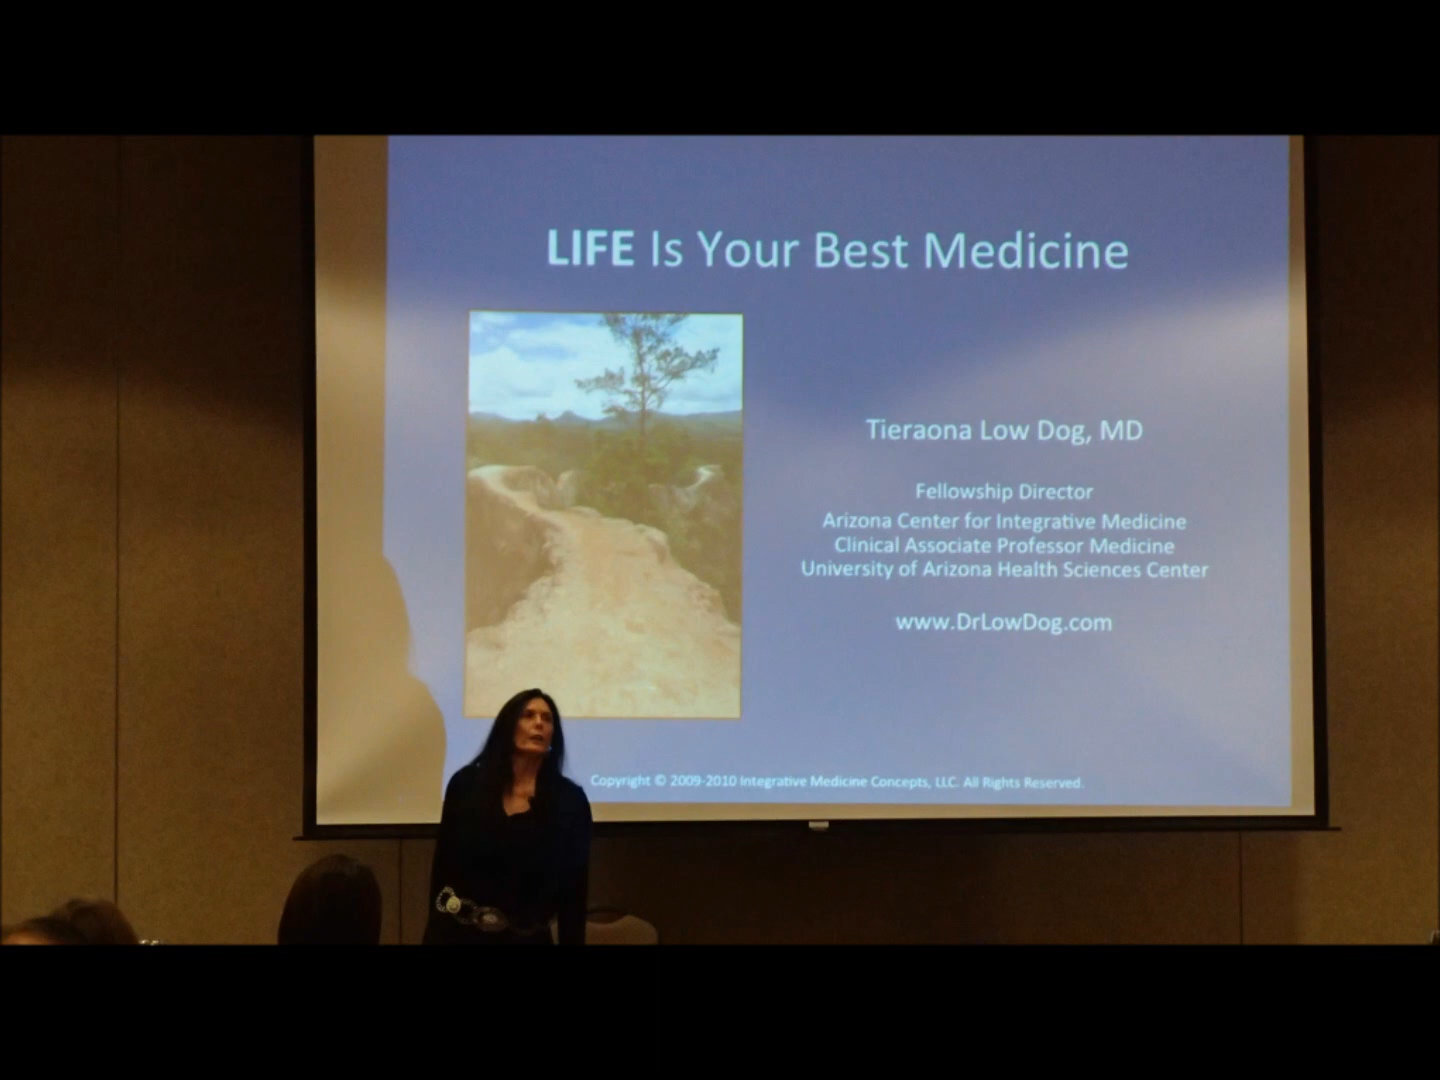 LIFE Is Your Best Medicine
Tieraona Low Dog, MD
Fellowship Director
Arizona Center for Integrative Medicine
Clinical Associate Professor Medicine
University of Arizona Health Sciences Center
www.DrLowDog.com
Copyright © 2009-2010 Integrative Medicine Concepts, LLC. All Rights Reserved.